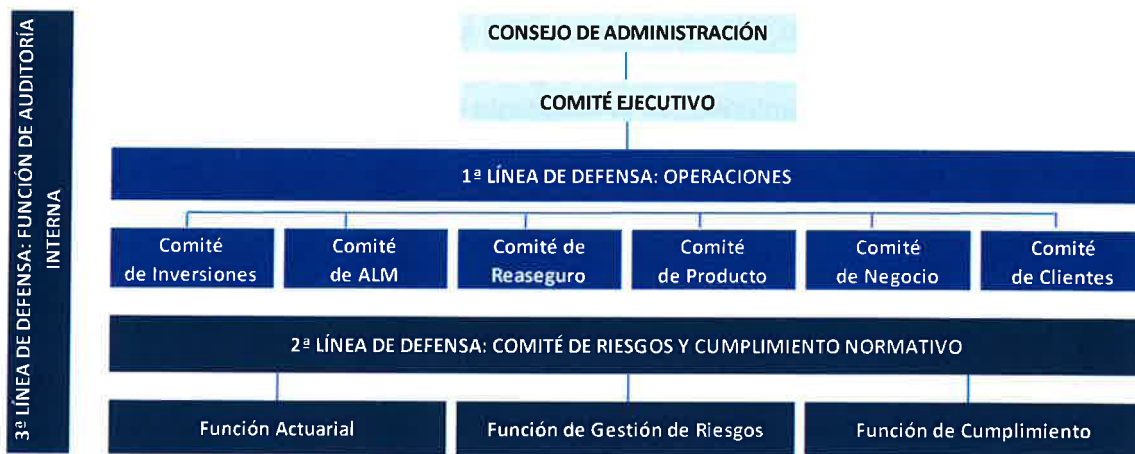 3ª LÍNEA DE DEFENSA: FUNCIÓN DE AUDITORÍA
INTERNA
CONSEJO DE ADMINISTRACIÓN
COMITÉ EJECUTIVO
1ª LÍNEA DE DEFENSA: OPERACIONES
Comité
de Inversiones
Comité
de ALM
Comité de
Reaseguro
Comité
de Producto
Comité
de Negocio
Comité
de Clientes
2ª LÍNEA DE DEFENSA: COMITÉ DE RIESGOS Y CUMPLIMIENTO NORMATIVO
Función Actuarial
Función de Gestión de Riesgos
Función de Cumplimiento